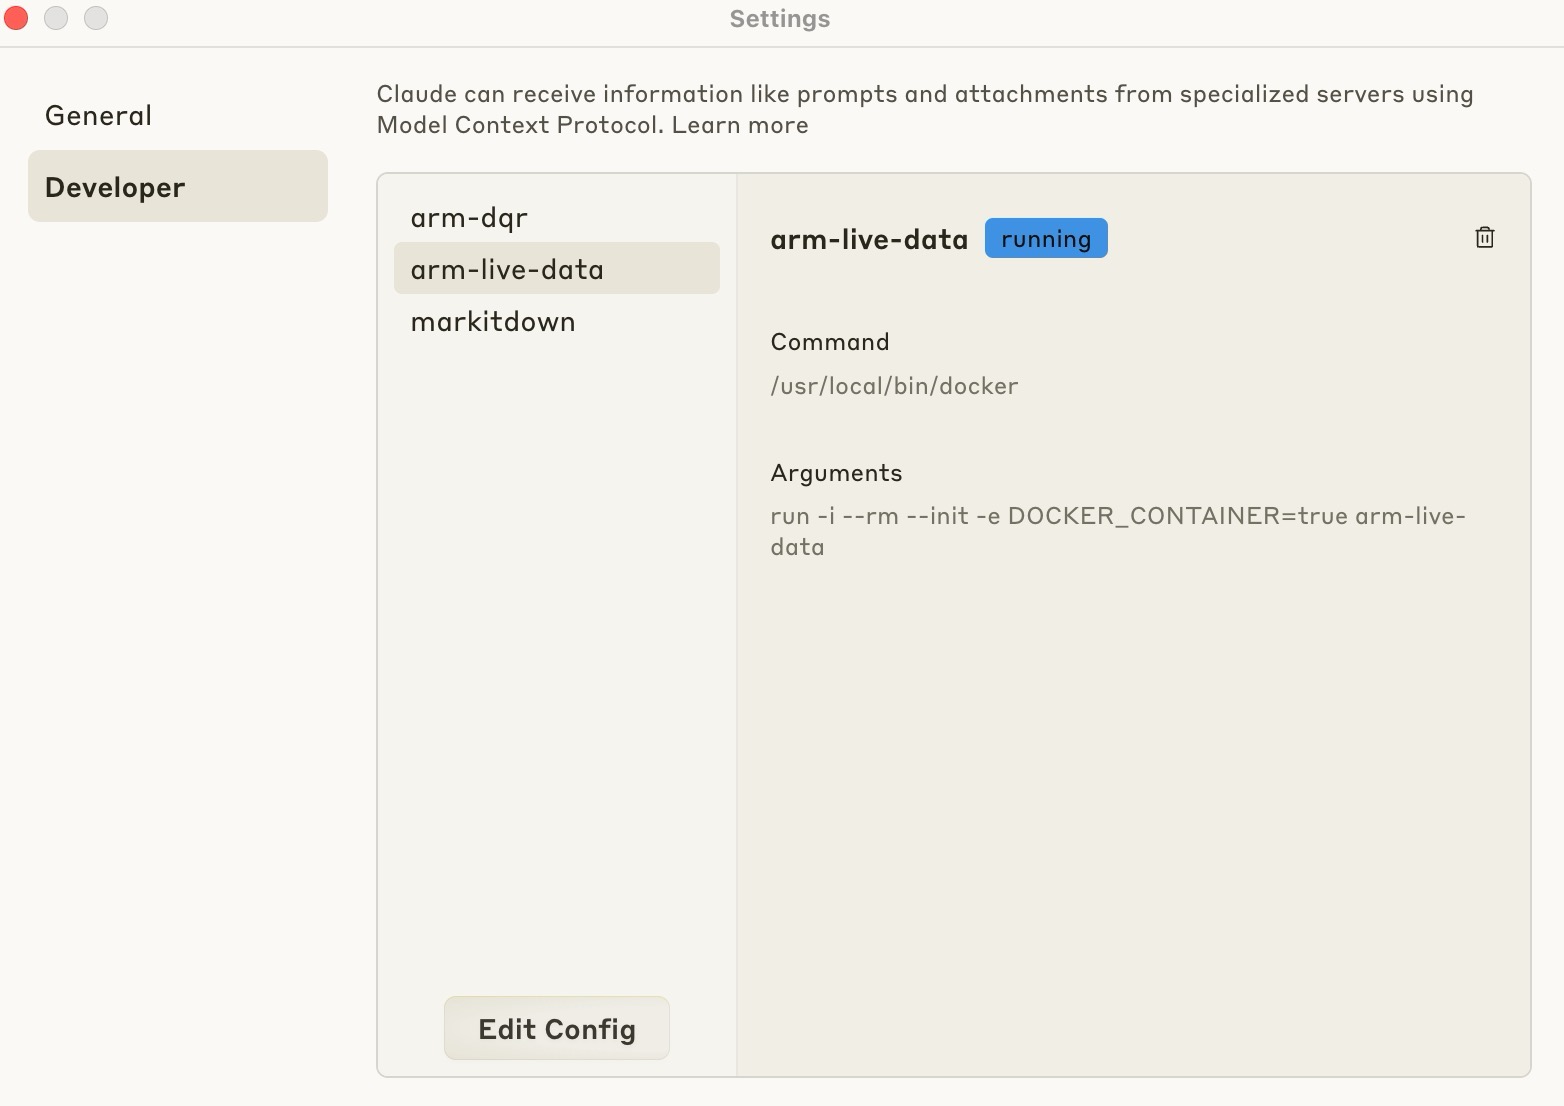 Settings
General
Developer
Claude can receive information like prompts and attachments from specialized servers using
Model Context Protocol. Learn more
arm-dqr
arm-live-data
markitdown
Edit Config
arm-live-data running
Command
/usr/local/bin/docker
Arguments
run -i --rm --init -e DOCKER_CONTAINER=true arm-live-
data